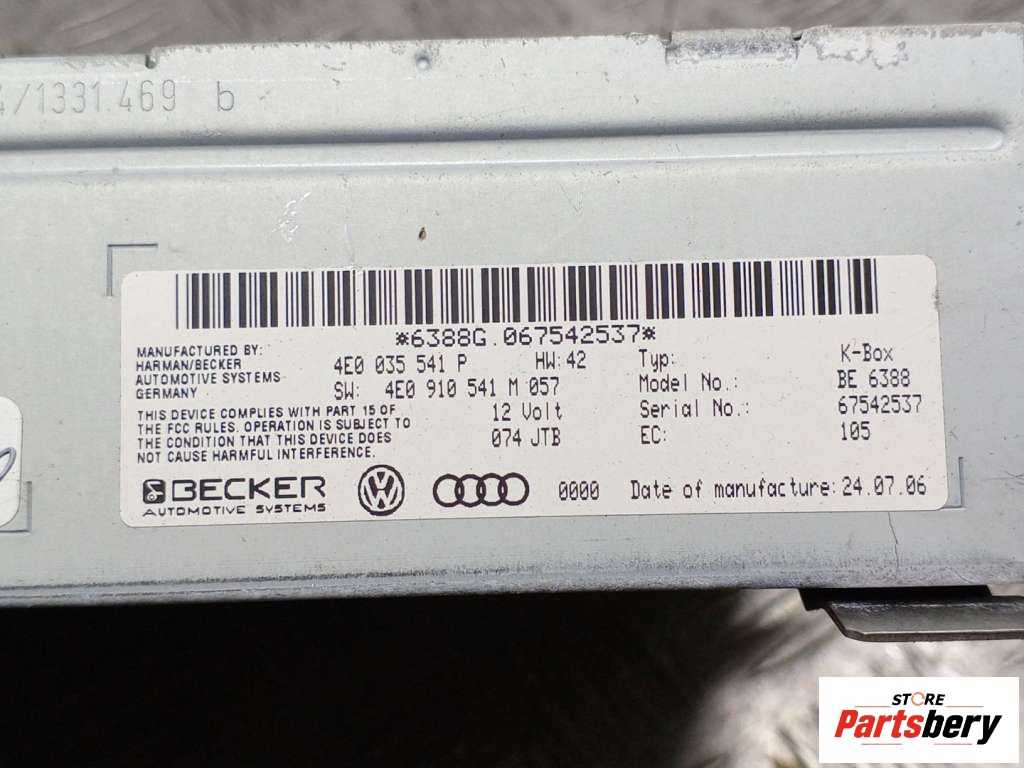 4/1331.469 b
*6388G.067542537*
MANUFACTURED BY:
HARMAN/BECKER
AUTOMOTIVE SYSTEMS
GERMANY
4E0 035 541 P HW:42
SW: 4E0 910 541 M 057
12 Volt
074 JTB
Typ: K-Box
Model No.: BE 6388
Serial No.: 67542537
EC: 105
THIS DEVICE COMPLIES WITH PART 15 OF
THE FCC RULES. OPERATION IS SUBJECT TO
THE CONDITION THAT THIS DEVICE DOES
NOT CAUSE HARMFUL INTERFERENCE.
BECKER
AUTOMOTIVE SYSTEMS
0000 Date of manufacture: 24.07.06
STORE
Partsbery